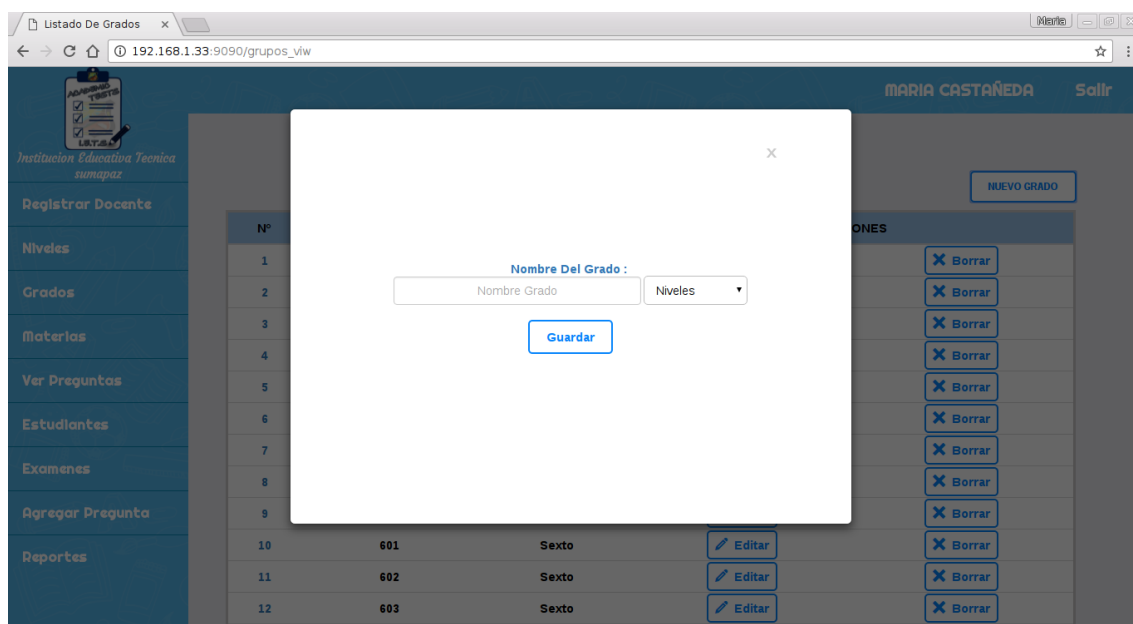 Listado De Grados
Maria
192.168.1.33:9090/grupos_viw
ACADEMIC
TESTS
L.I.S.T.S.A
MARIA CASTAÑEDA Salir
Institucion Educativa Tecnica
sumapaz
NUEVO GRADO
Registrar Docente
Niveles
Grados
Materias
Ver Preguntas
Estudiantes
Examenes
Agregar Pregunta
Reportes
Nº ONES
1 Borrar
2 Borrar
3 Borrar
4 Borrar
5 Borrar
6 Borrar
7 Borrar
8 Borrar
9 Borrar
10 601 Sexto Editar Borrar
11 602 Sexto Editar Borrar
12 603 Sexto Editar Borrar
x
Nombre Del Grado :
Nombre Grado Niveles
Guardar